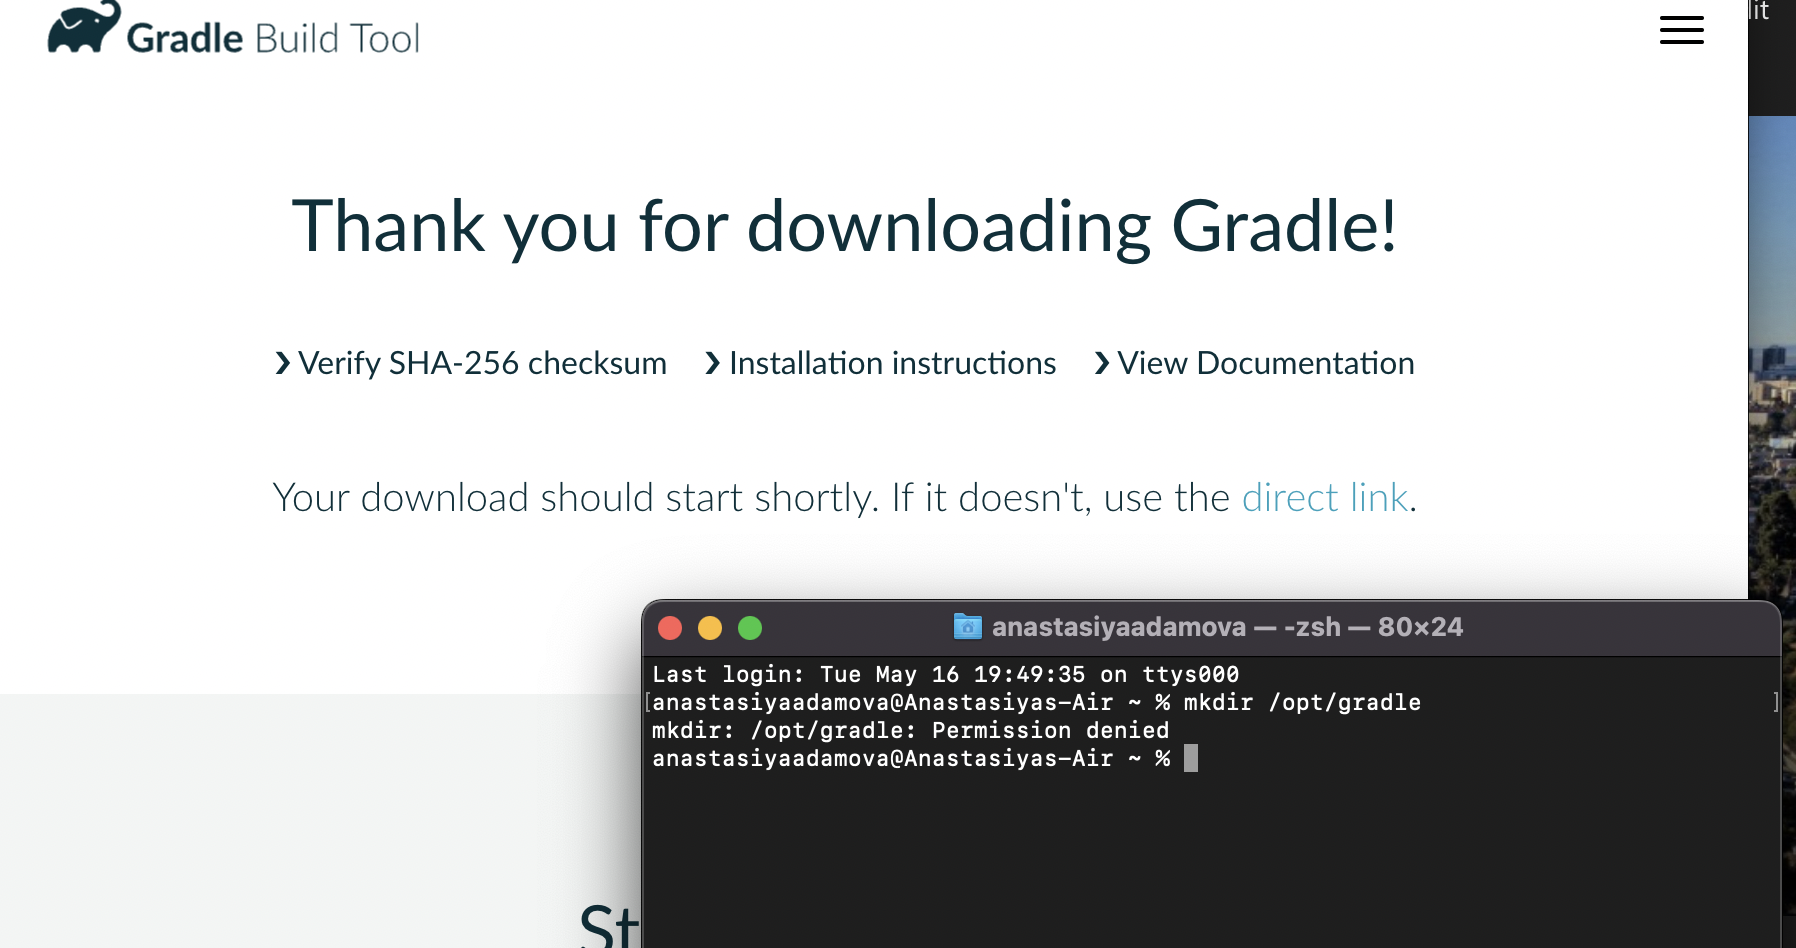 Gradle Build Tool
Thank you for downloading Gradle!
❯ Verify SHA-256 checksum ❯ Installation instructions ❯ View Documentation
Your download should start shortly. If it doesn't, use the direct link.
anastasiyaadamova — -zsh — 80×24
Last login: Tue May 16 19:49:35 on ttys000
[anastasiyaadamova@Anastasiyas-Air ~ % mkdir /opt/gradle ]
mkdir: /opt/gradle: Permission denied
anastasiyaadamova@Anastasiyas-Air ~ %